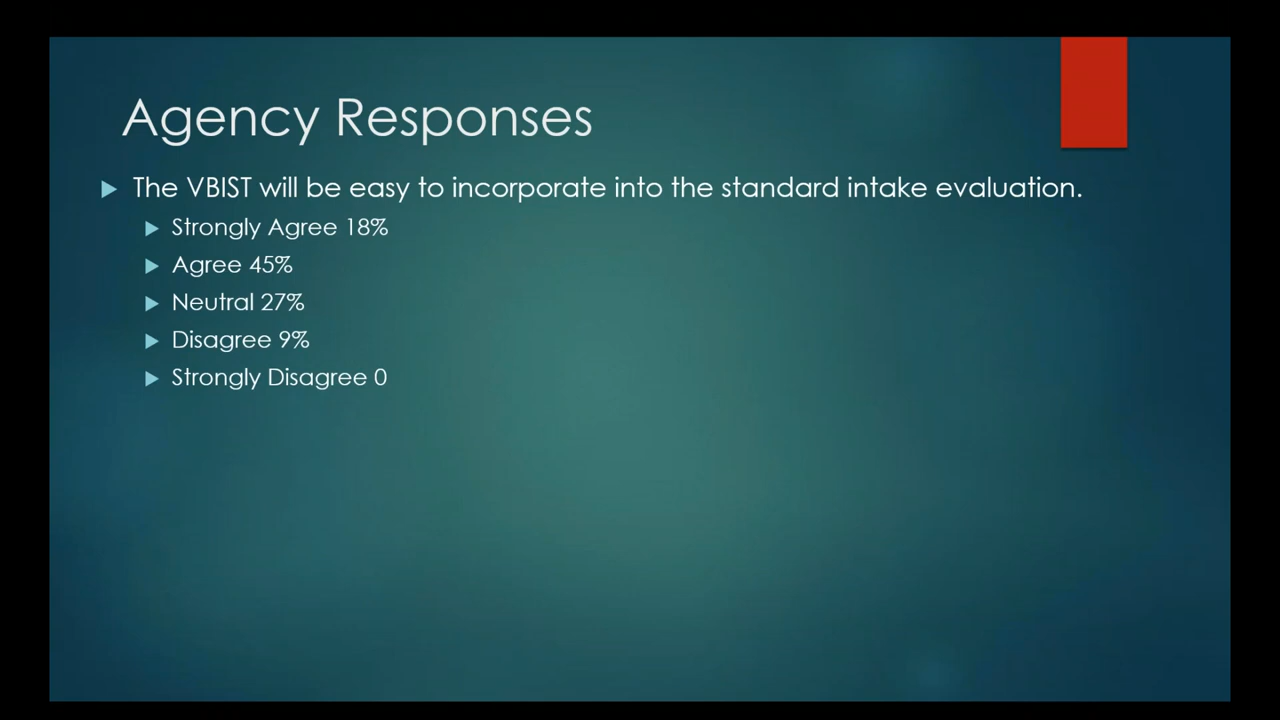 Agency Responses
The VBIST will be easy to incorporate into the standard intake evaluation.
Strongly Agree 18%
Agree 45%
Neutral 27%
Disagree 9%
Strongly Disagree 0